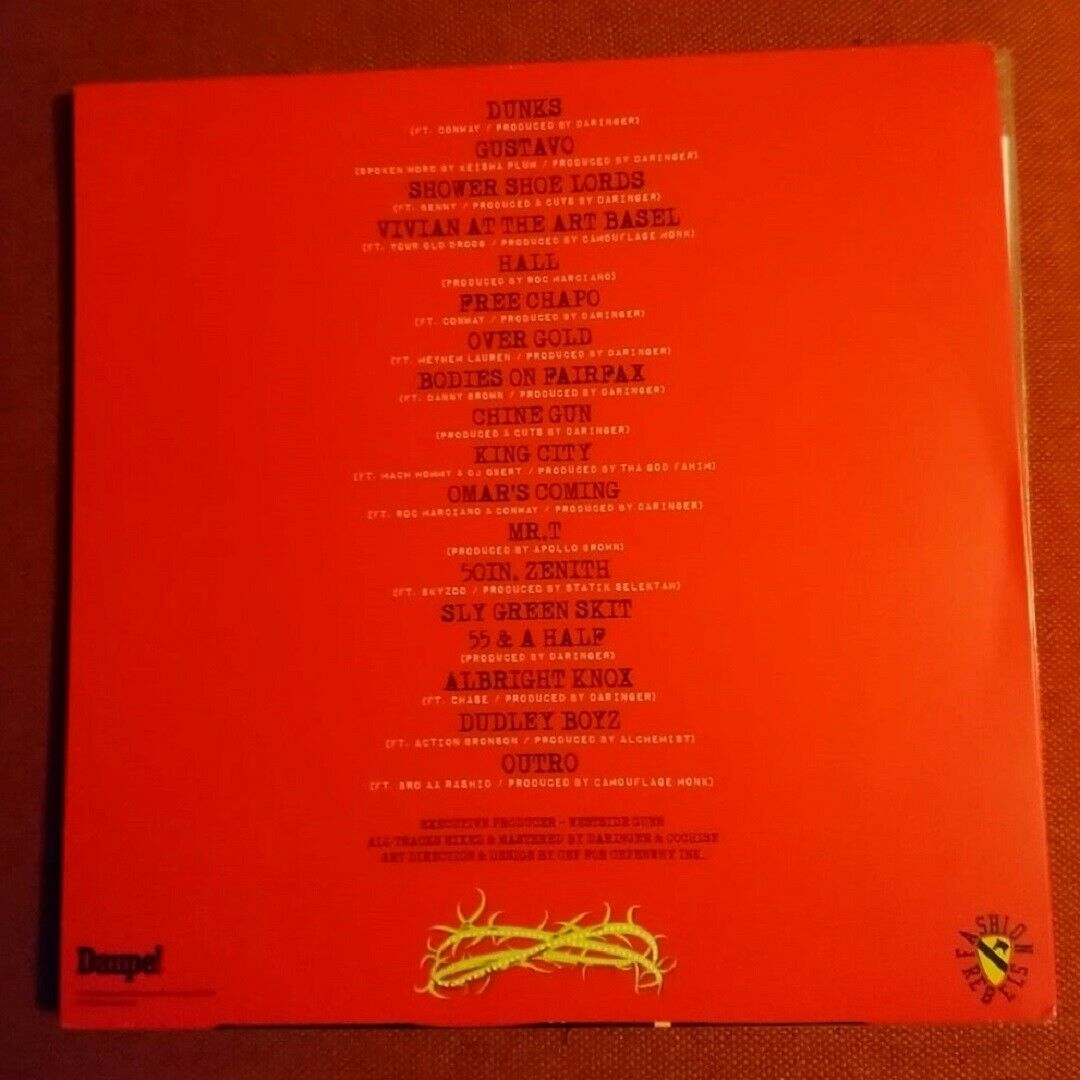 DUNKS
(FT. CONWAY / PRODUCED BY DARINGER)
GUSTAVO
(SPOKEN WORD BY KEISHA PLUM / PRODUCED BY DARINGER)
SHOWER SHOE LORDS
(FT. BENNY / PRODUCED & CUTS BY DARINGER)
VIVIAN AT THE ART BASEL
(FT. YOUR OLD DROOG / PRODUCED BY CAMOUFLAGE MONK)
HALL
(PRODUCED BY ROC MARCIANO)
FREE CHAPO
(FT. CONWAY / PRODUCED BY DARINGER)
OVER GOLD
(FT. MEYHEM LAUREN / PRODUCED BY DARINGER)
BODIES ON FAIRFAX
(FT. DANNY BROWN / PRODUCED BY DARINGER)
CHINE GUN
(PRODUCED & CUTS BY DARINGER)
KING CITY
(FT. MACH HOMMY & DJ QBERT / PRODUCED BY THA GOD FAHIM)
OMAR'S COMING
(FT. ROC MARCIANO & CONWAY / PRODUCED BY DARINGER)
MR.T
(PRODUCED BY APOLLO BROWN)
50IN. ZENITH
(FT. SKYZOO / PRODUCED BY STATIK SELEKTAH)
SLY GREEN SKIT
55 & A HALF
(PRODUCED BY DARINGER)
ALBRIGHT KNOX
(FT. CHASE / PRODUCED BY DARINGER)
DUDLEY BOYZ
(FT. ACTION BRONSON / PRODUCED BY ALCHEMIST)
OUTRO
(FT. BRO AA RASHID / PRODUCED BY CAMOUFLAGE MONK)
EXECUTIVE PRODUCER - WESTSIDE GUNN
ALL TRACKS MIXED & MASTERED BY DARINGER & COCHISE
ART DIRECTION & DESIGN BY CEF FOR CEFENERY INK.
Daupe!
FASHION REBELS